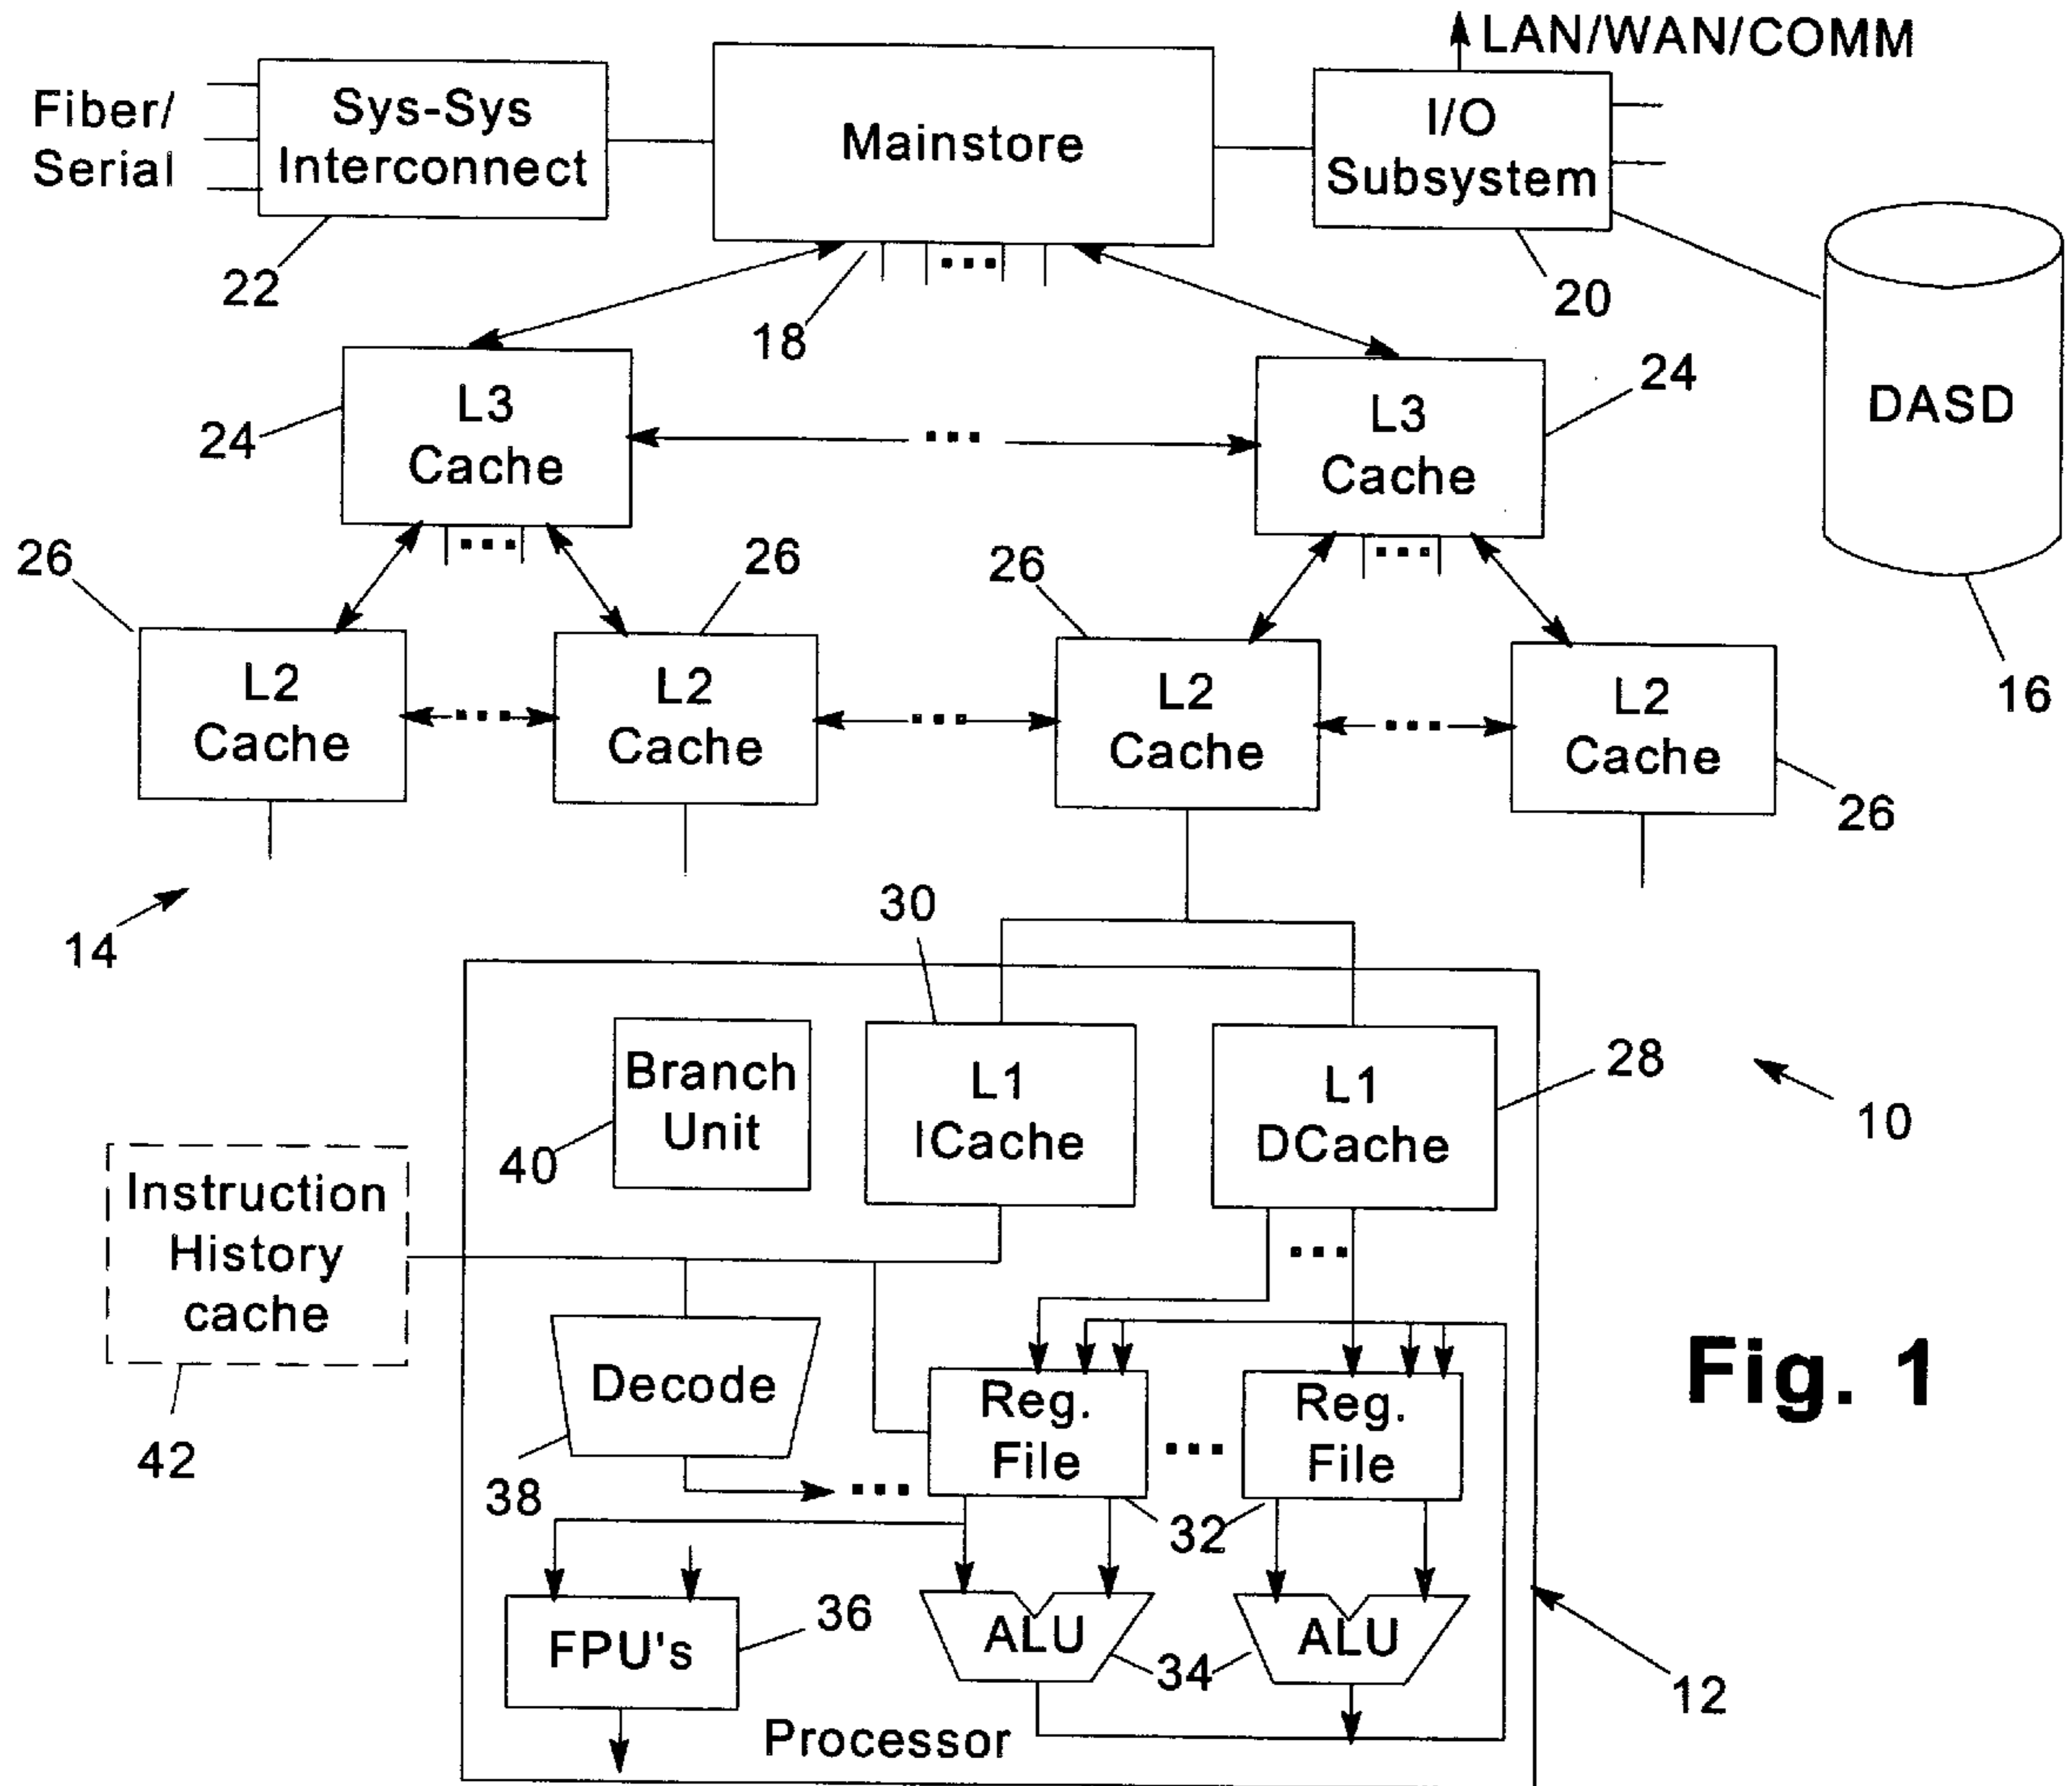 LAN/WAN/COMM
Fiber/
Serial
Sys-Sys
Interconnect
Mainstore
I/O
Subsystem
22
18
20
DASD
L3
Cache
24
L3
Cache
24
26
26
26
16
L2
Cache
L2
Cache
L2
Cache
L2
Cache
26
14
30
Branch
Unit
40
L1
ICache
L1
DCache
28
10
Instruction
History
cache
42
Decode
38
Reg.
File
Reg.
File
32
Fig. 1
FPU's
36
ALU
34
ALU
12
Processor